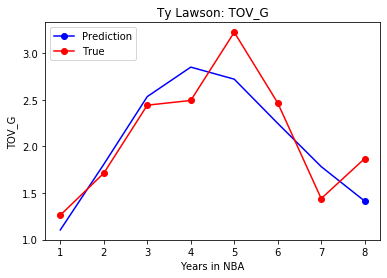 Ty Lawson: TOV_G
Prediction
True
TOV_G
3.0
2.5
2.0
1.5
1.0
1 2 3 4 5 6 7 8
Years in NBA